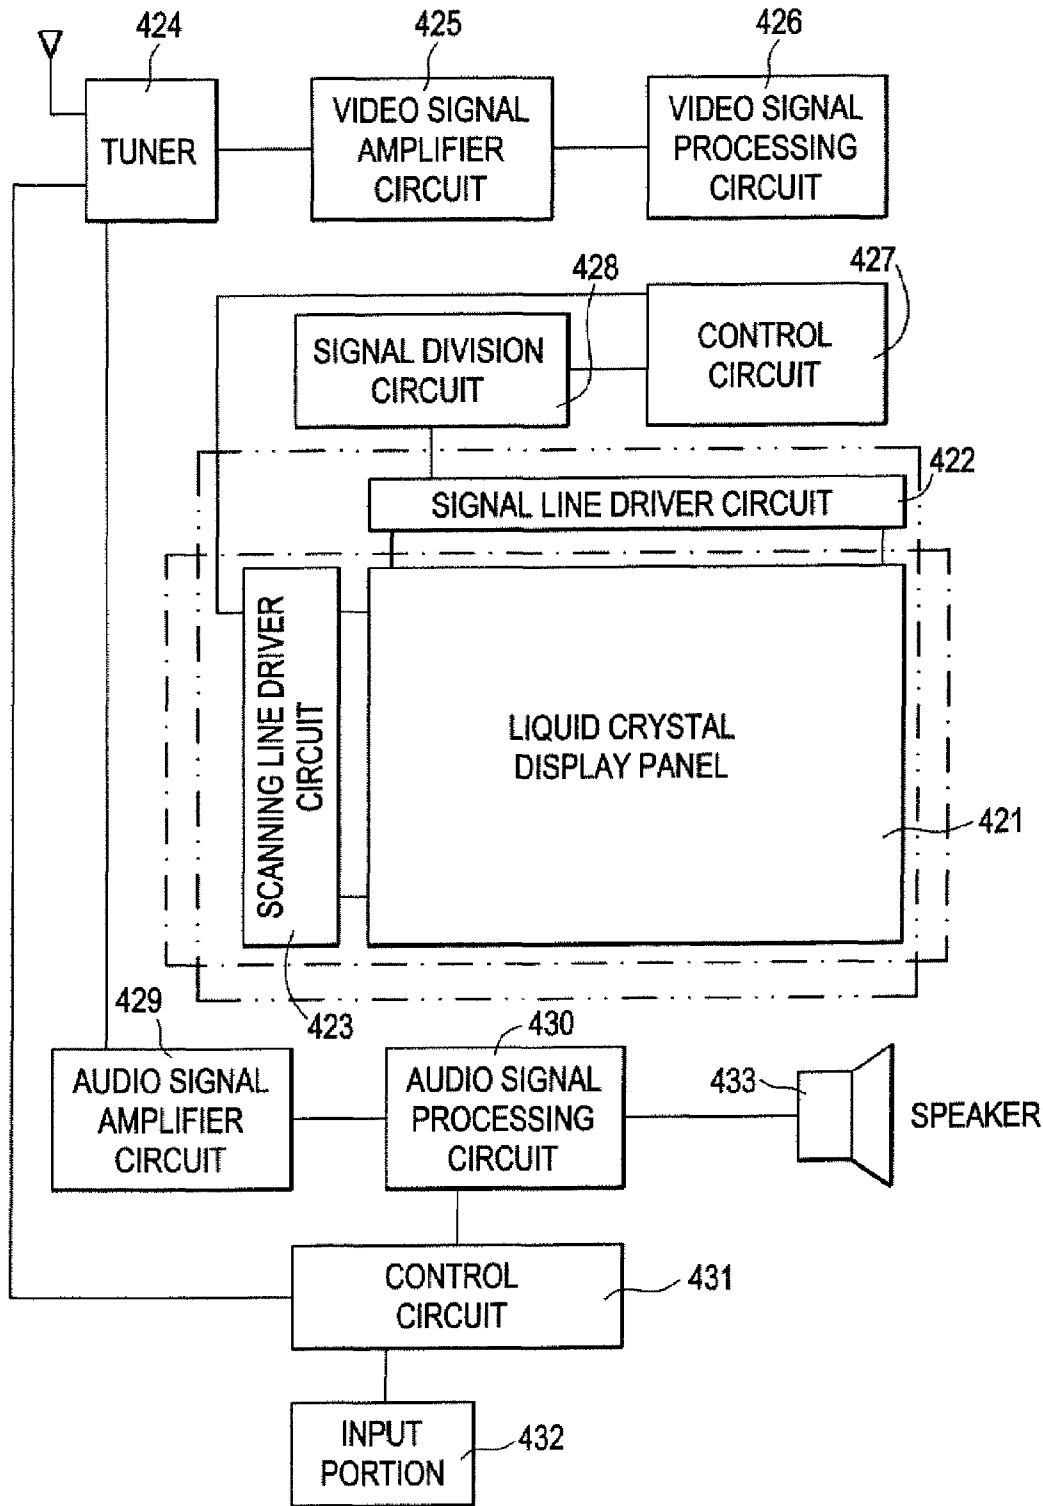 424
425
426
TUNER
VIDEO SIGNAL
AMPLIFIER
CIRCUIT
VIDEO SIGNAL
PROCESSING
CIRCUIT
428
427
SIGNAL DIVISION
CIRCUIT
CONTROL
CIRCUIT
422
SIGNAL LINE DRIVER CIRCUIT
SCANNING LINE DRIVER
CIRCUIT
LIQUID CRYSTAL
DISPLAY PANEL
421
423
429
430
AUDIO SIGNAL
AMPLIFIER
CIRCUIT
AUDIO SIGNAL
PROCESSING
CIRCUIT
433
SPEAKER
CONTROL
CIRCUIT
431
INPUT
PORTION
432